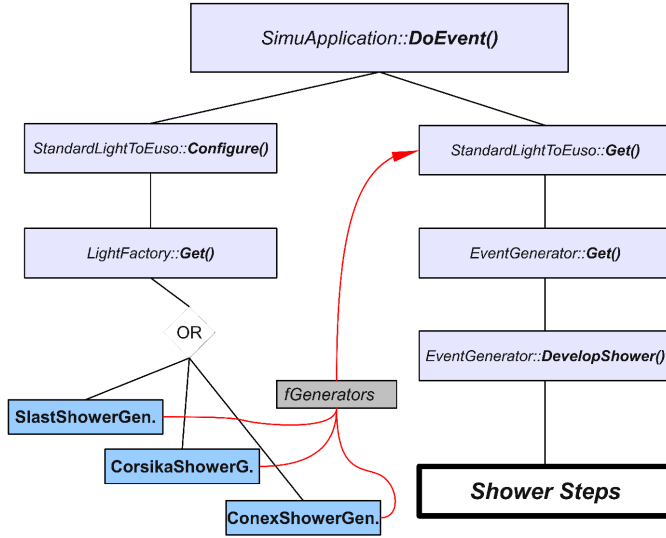 SimuApplication::DoEvent()
StandardLightToEuso::Configure()
StandardLightToEuso::Get()
LightFactory::Get()
EventGenerator::Get()
OR
EventGenerator::DevelopShower()
fGenerators
SlastShowerGen.
CorsikaShowerG.
ConexShowerGen.
Shower Steps